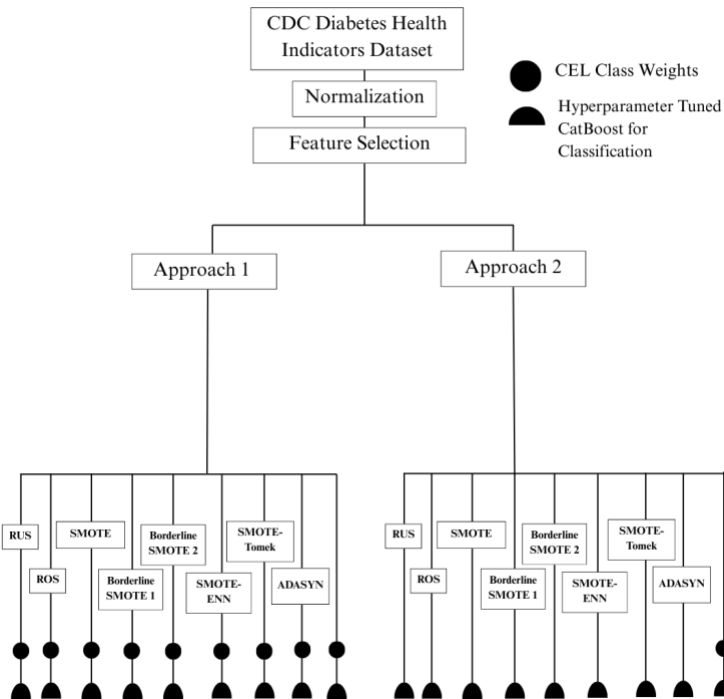 CDC Diabetes Health
Indicators Dataset
CEL Class Weights
Normalization
Hyperparameter Tuned
CatBoost for
Classification
Feature Selection
Approach 1
Approach 2
RUS
SMOTE
Borderline
SMOTE 2
SMOTE-
Tomek
ROS
Borderline
SMOTE 1
SMOTE-
ENN
ADASYN
RUS
SMOTE
Borderline
SMOTE 2
SMOTE-
Tomek
ROS
Borderline
SMOTE 1
SMOTE-
ENN
ADASYN